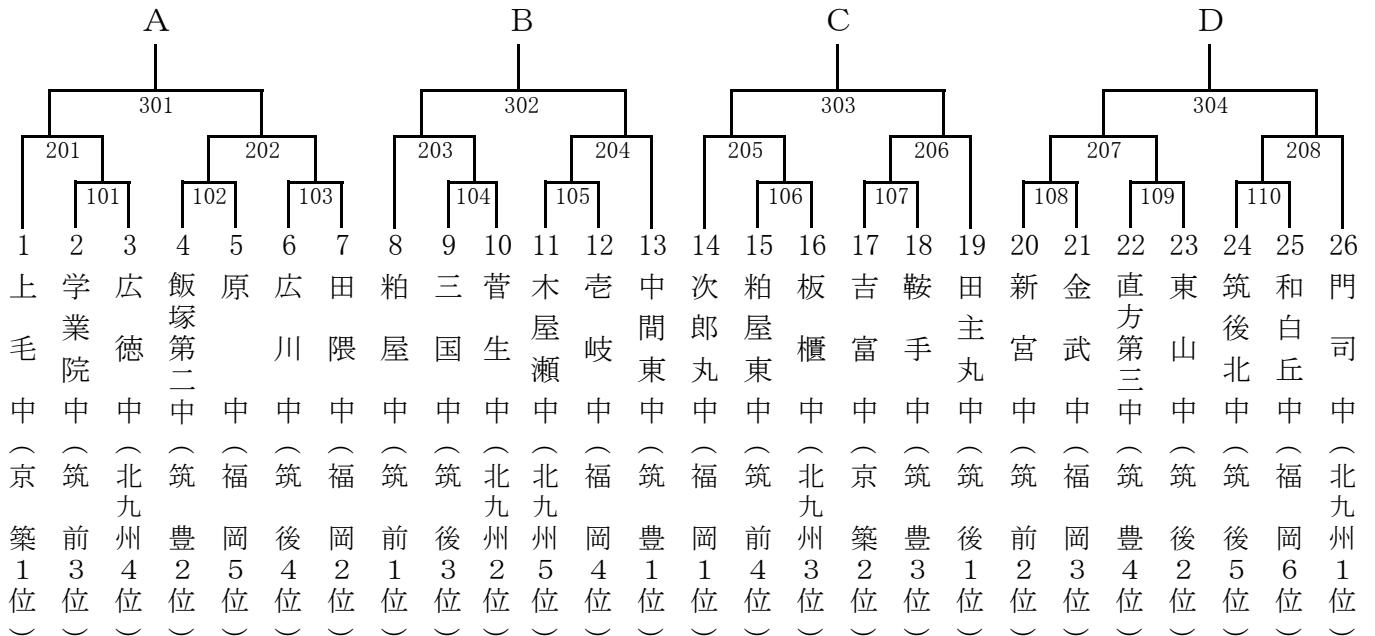 A B C D
301 302 303 304
201 202 203 204 205 206 207 208
101 102 103 104 105 106 107 108 109 110
1 上毛中（京築1位）
2 学業院中（筑前3位）
3 広徳中（北九州4位）
4 飯塚第二中（筑豊2位）
5 原中（福岡5位）
6 広川中（筑後4位）
7 田隈中（福岡2位）
8 粕屋中（筑前1位）
9 三国中（筑後3位）
10 菅生中（北九州2位）
11 木屋瀬中（北九州5位）
12 壱岐中（福岡4位）
13 中間東中（筑豊1位）
14 次郎丸中（福岡1位）
15 粕屋東中（筑前4位）
16 板櫃中（北九州3位）
17 吉富中（京築2位）
18 鞍手中（筑豊3位）
19 田主丸中（筑後1位）
20 新宮中（筑前2位）
21 金武中（福岡3位）
22 直方第三中（筑豊4位）
23 東山中（筑後2位）
24 筑後北中（筑後5位）
25 和白丘中（福岡6位）
26 門司中（北九州1位）